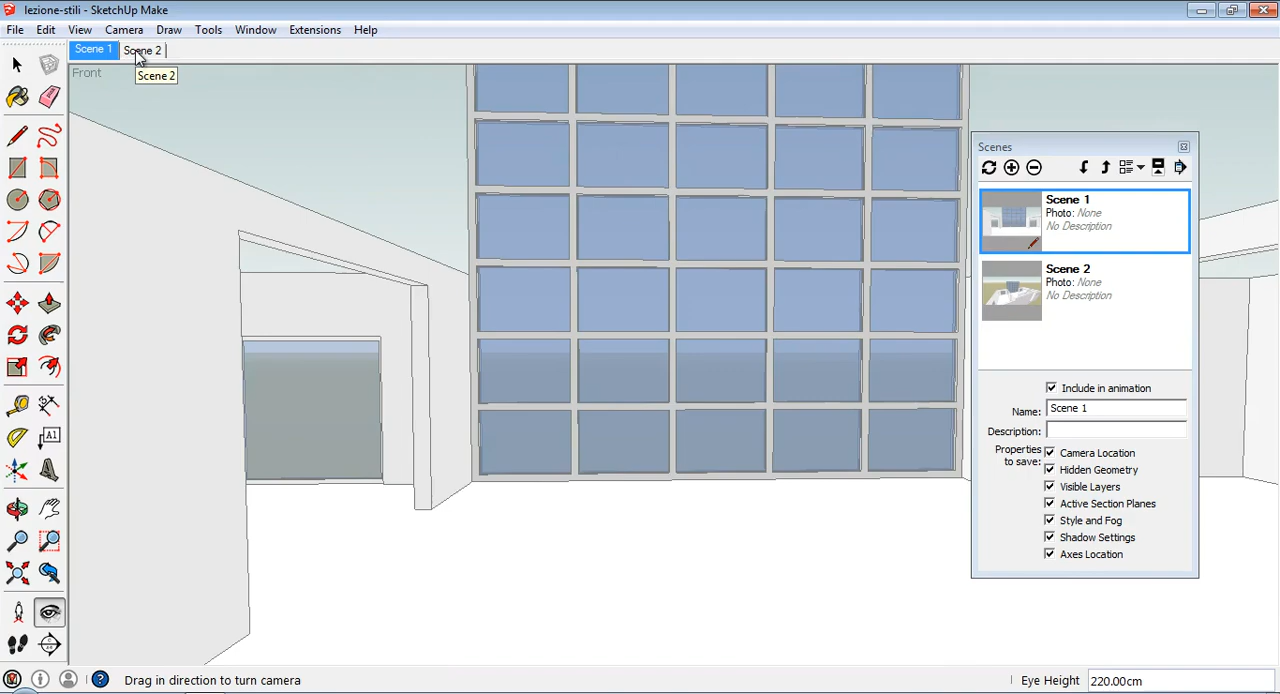 lezione-stili - SketchUp Make
File Edit View Camera Draw Tools Window Extensions Help
Scene 1 Scene 2
Scene 2
Front
Scenes
Scene 1
Photo: None
No Description
Scene 2
Photo: None
No Description
Include in animation
Name: Scene 1
Description:
Properties to save:
Camera Location
Hidden Geometry
Visible Layers
Active Section Planes
Style and Fog
Shadow Settings
Axes Location
A1
Drag in direction to turn camera
Eye Height 220.00cm